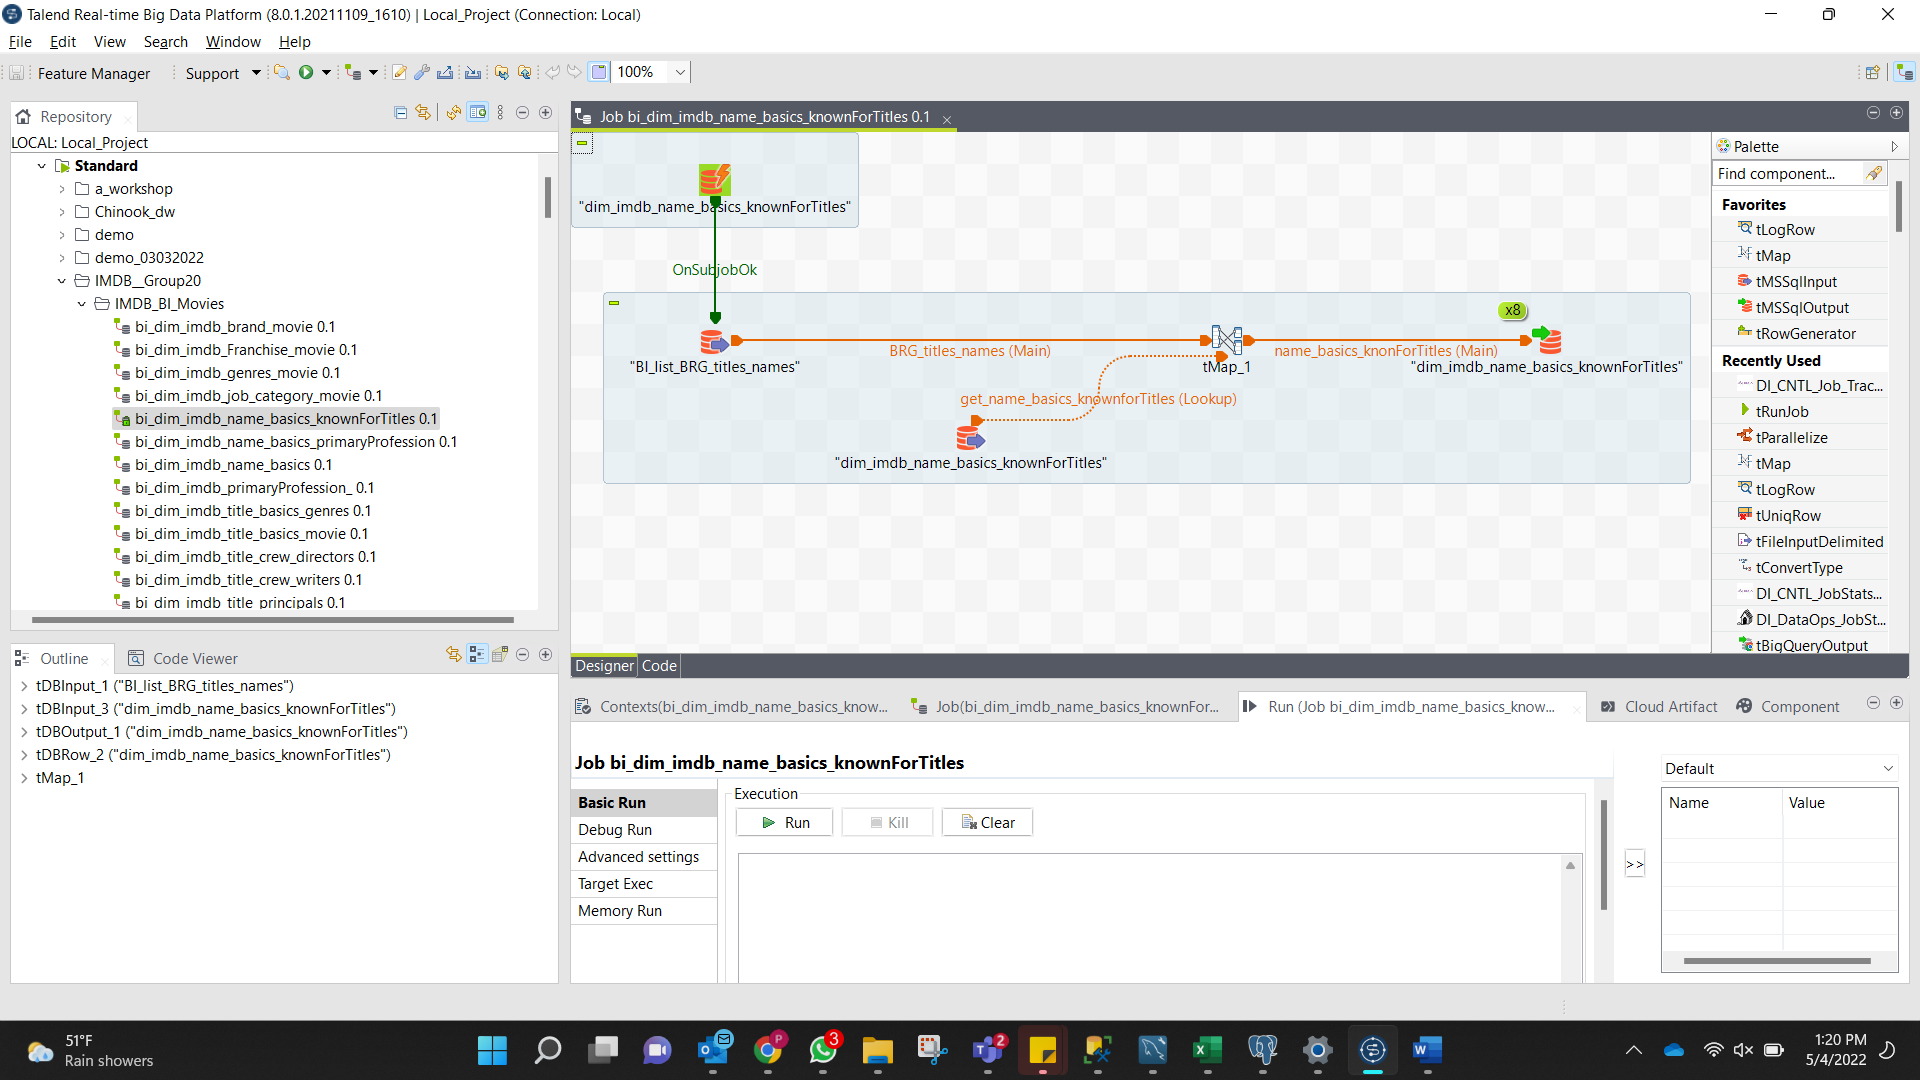 Talend Real-time Big Data Platform (8.0.1.20211109_1610) | Local_Project (Connection: Local)
File Edit View Search Window Help
Feature Manager Support 100%
Repository
LOCAL: Local_Project
Standard
a_workshop
Chinook_dw
demo
demo_03032022
IMDB__Group20
IMDB_BI_Movies
bi_dim_imdb_brand_movie 0.1
bi_dim_imdb_Franchise_movie 0.1
bi_dim_imdb_genres_movie 0.1
bi_dim_imdb_job_category_movie 0.1
bi_dim_imdb_name_basics_knownForTitles 0.1
bi_dim_imdb_name_basics_primaryProfession 0.1
bi_dim_imdb_name_basics 0.1
bi_dim_imdb_primaryProfession_ 0.1
bi_dim_imdb_title_basics_genres 0.1
bi_dim_imdb_title_basics_movie 0.1
bi_dim_imdb_title_crew_directors 0.1
bi_dim_imdb_title_crew_writers 0.1
bi_dim_imdb_title_principals 0.1
Outline
Code Viewer
tDBInput_1 ("BI_list_BRG_titles_names")
tDBInput_3 ("dim_imdb_name_basics_knownForTitles")
tDBOutput_1 ("dim_imdb_name_basics_knownForTitles")
tDBRow_2 ("dim_imdb_name_basics_knownForTitles")
tMap_1
Job bi_dim_imdb_name_basics_knownForTitles 0.1
"dim_imdb_name_basics_knownForTitles"
OnSubjobOk
x8
BRG_titles_names (Main)
name_basics_knonForTitles (Main)
"BI_list_BRG_titles_names"
tMap_1
"dim_imdb_name_basics_knownForTitles"
get_name_basics_knownforTitles (Lookup)
"dim_imdb_name_basics_knownForTitles"
Designer Code
Palette
Find component...
Favorites
tLogRow
tMap
tMSSqlInput
tMSSqlOutput
tRowGenerator
Recently Used
DI_CNTL_Job_Trac...
tRunJob
tParallelize
tMap
tLogRow
tUniqRow
tFileInputDelimited
tConvertType
DI_CNTL_JobStats...
DI_DataOps_JobSt...
tBigQueryOutput
Contexts(bi_dim_imdb_name_basics_know...
Job(bi_dim_imdb_name_basics_knownFor...
Run (Job bi_dim_imdb_name_basics_know...
Cloud Artifact
Component
Job bi_dim_imdb_name_basics_knownForTitles
Basic Run
Debug Run
Advanced settings
Target Exec
Memory Run
Execution
Run
Kill
Clear
>>
Default
Name Value
51°F
Rain showers
P
3
2
1:20 PM
5/4/2022